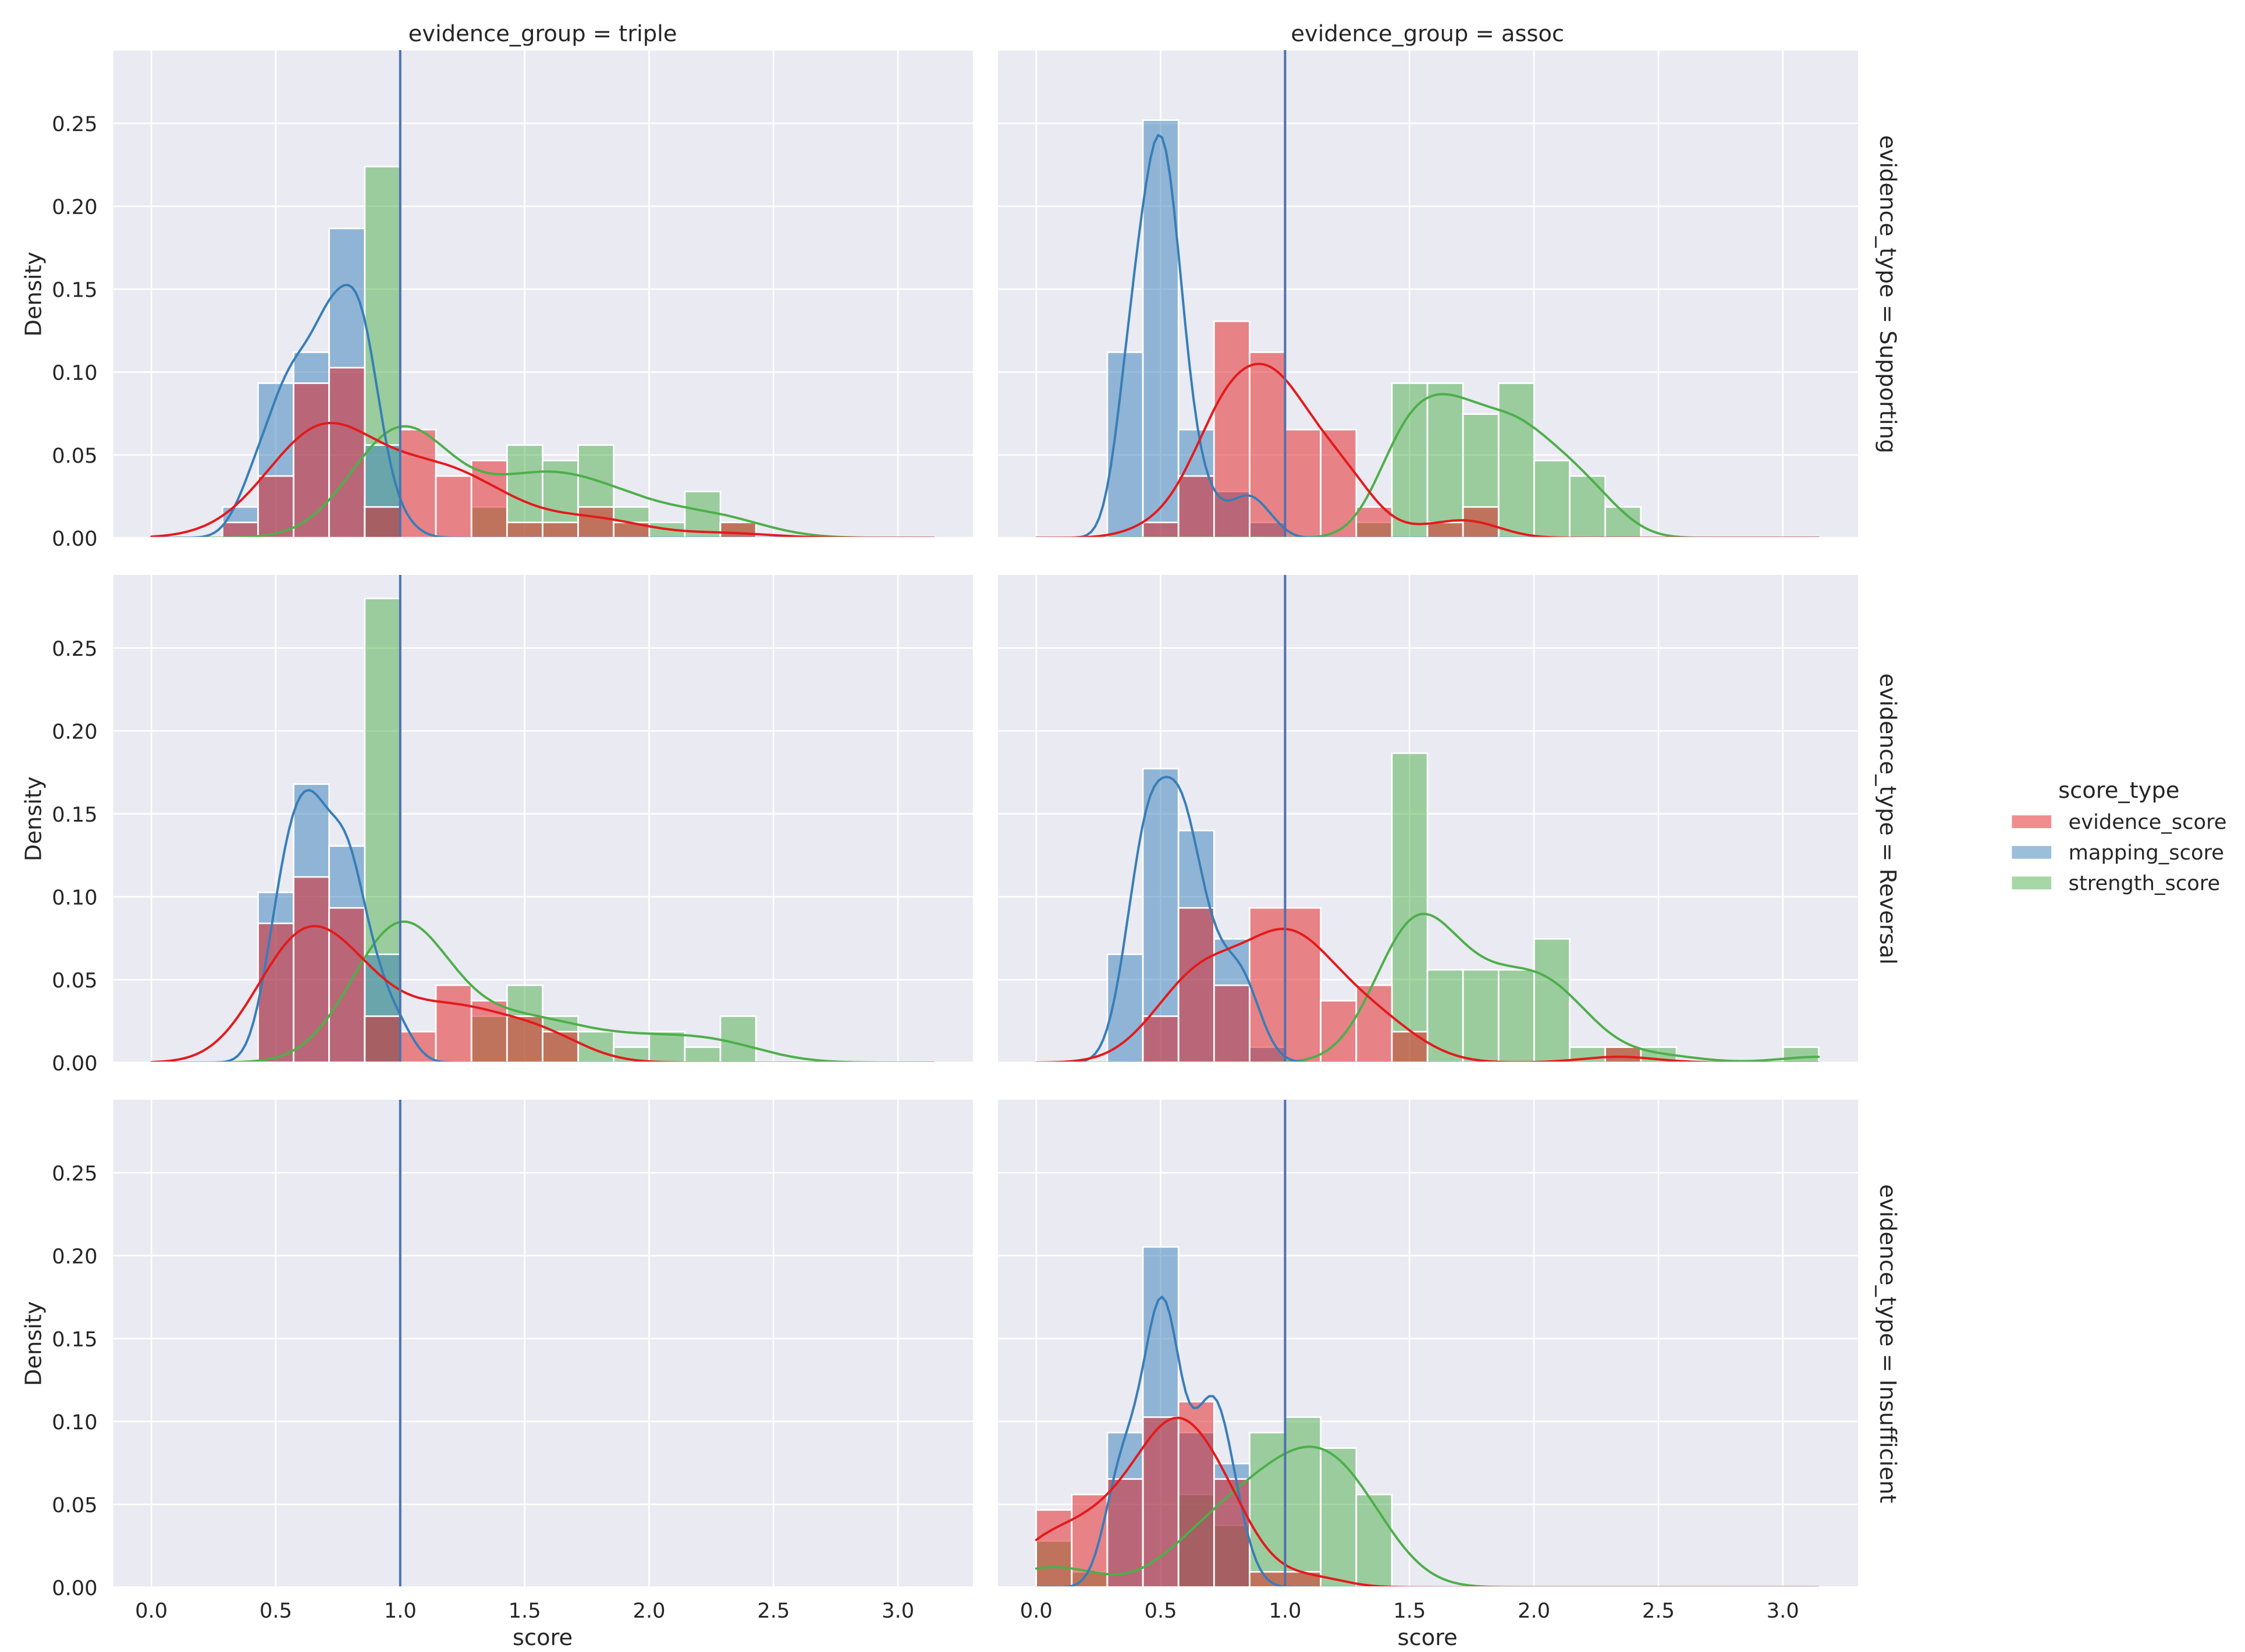 evidence_group = triple
evidence_group = assoc
0.25
0.20
0.15
0.10
0.05
0.00
Density
evidence_type = Supporting
0.25
0.20
0.15
0.10
0.05
0.00
Density
evidence_type = Reversal
score_type
evidence_score
mapping_score
strength_score
0.25
0.20
0.15
0.10
0.05
0.00
Density
evidence_type = Insufficient
0.0 0.5 1.0 1.5 2.0 2.5 3.0
score
0.0 0.5 1.0 1.5 2.0 2.5 3.0
score